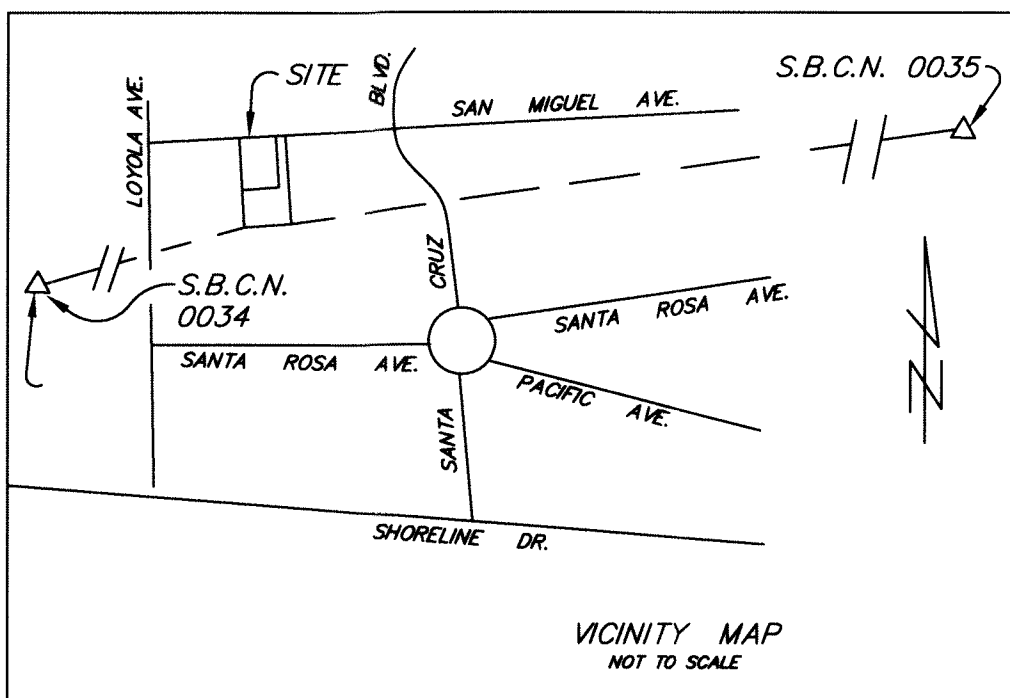 BLVD.
S.B.C.N. 0035
SITE
SAN MIGUEL AVE.
LOYOLA AVE.
CRUZ
S.B.C.N.
0034
SANTA ROSA AVE.
SANTA ROSA AVE.
PACIFIC AVE.
SANTA
N
SHORELINE DR.
VICINITY MAP
NOT TO SCALE